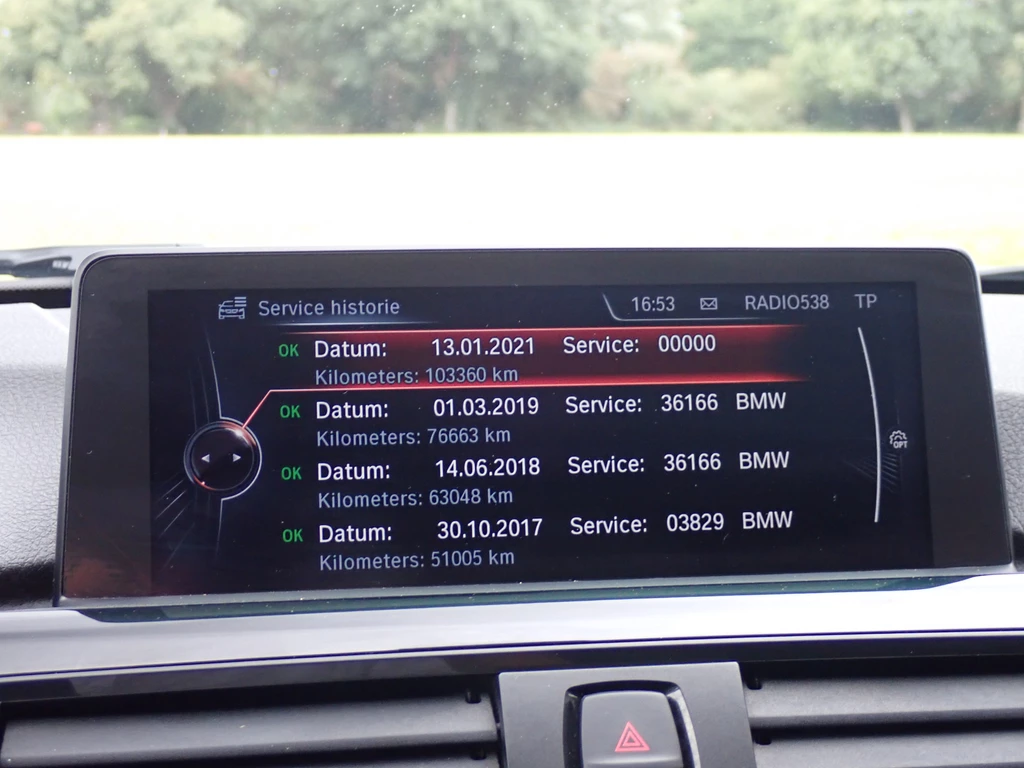 Service historie 16:53 RADIO538 TP
OK Datum: 13.01.2021 Service: 00000
Kilometers: 103360 km
OK Datum: 01.03.2019 Service: 36166 BMW
Kilometers: 76663 km
OPT
OK Datum: 14.06.2018 Service: 36166 BMW
Kilometers: 63048 km
OK Datum: 30.10.2017 Service: 03829 BMW
Kilometers: 51005 km